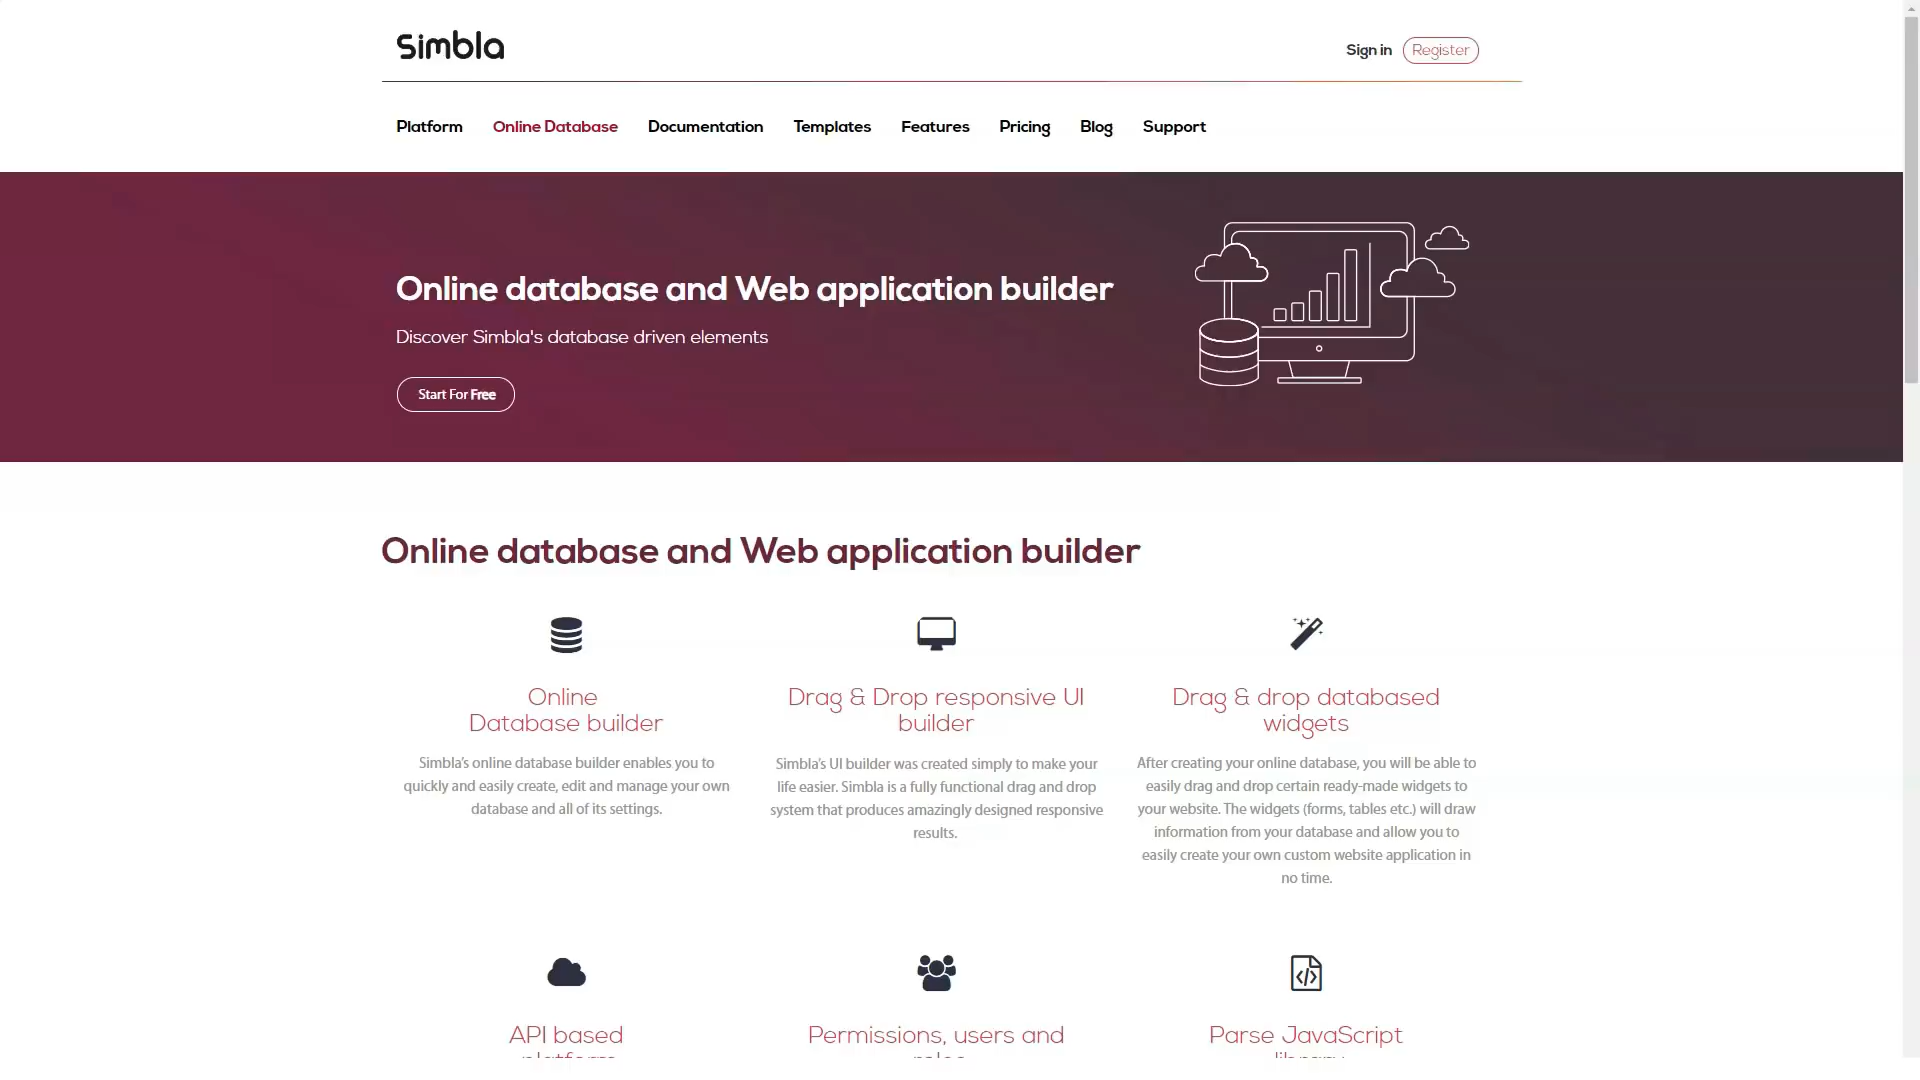 Simbla
Sign in
Register
Platform
Online Database
Documentation
Templates
Features
Pricing
Blog
Support
Online database and Web application builder
Discover Simbla's database driven elements
Start For Free
Online database and Web application builder
Online
Database builder
Simbla's online database builder enables you to
quickly and easily create, edit and manage your own
database and all of its settings.
Drag & Drop responsive UI
builder
Simbla's UI builder was created simply to make your
life easier. Simbla is a fully functional drag and drop
system that produces amazingly designed responsive
results.
Drag & drop databased
widgets
After creating your online database, you will be able to
easily drag and drop certain ready-made widgets to
your website. The widgets (forms, tables etc.) will draw
information from your database and allow you to
easily create your own custom website application in
no time.
API based
Permissions, users and
Parse JavaScript